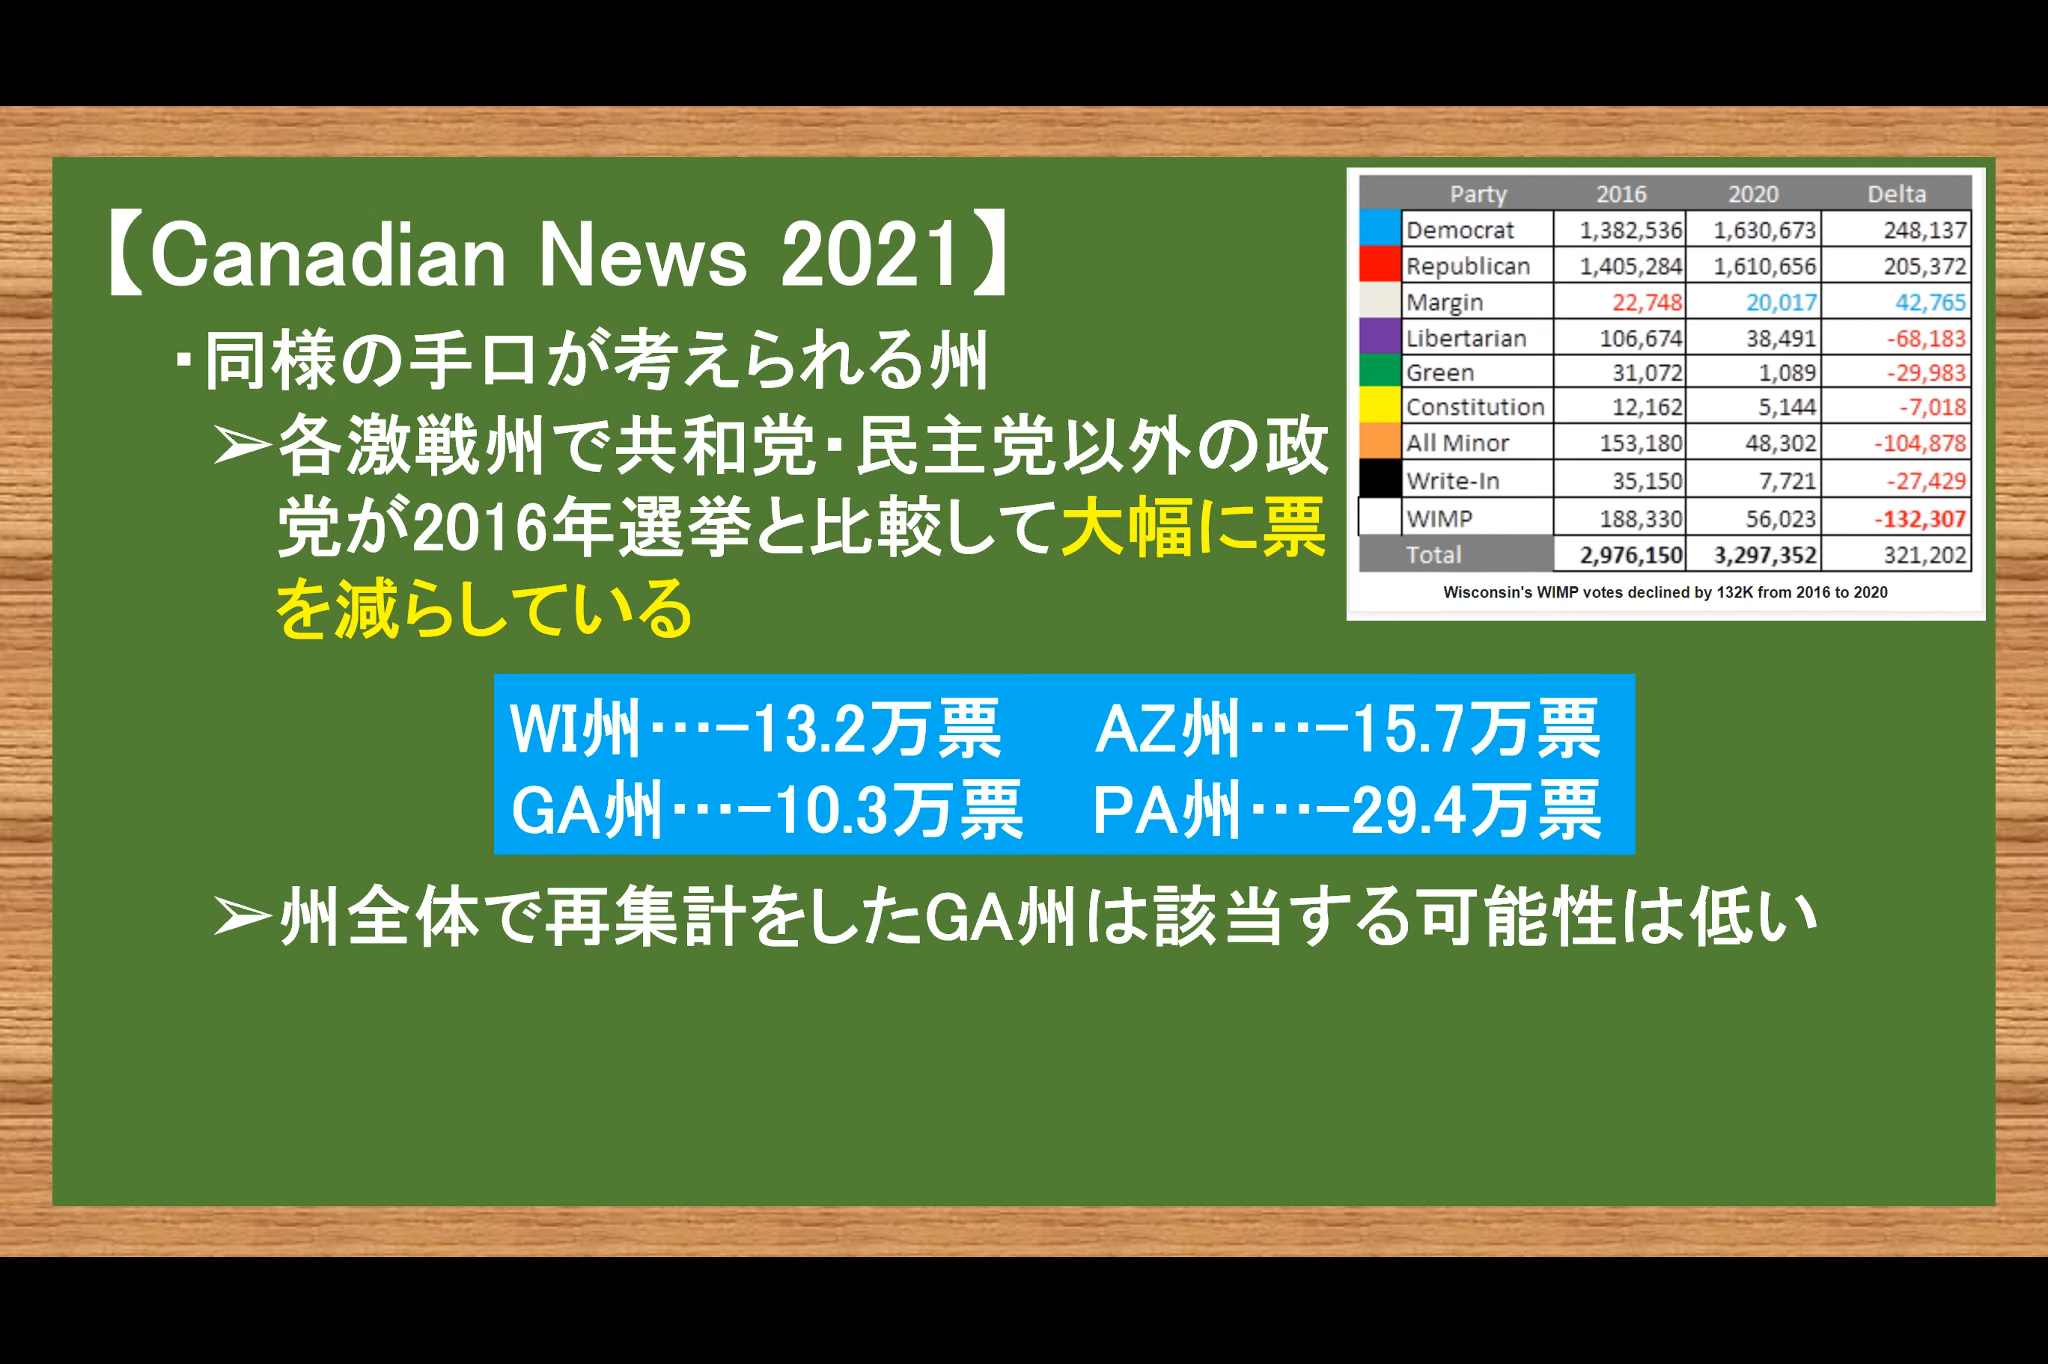 【Canadian News 2021】
・同様の手口が考えられる州
➢各激戦州で共和党・民主党以外の政
党が2016年選挙と比較して大幅に票
を減らしている
Party 2016 2020 Delta
Democrat 1,382,536 1,630,673 248,137
Republican 1,405,284 1,610,656 205,372
Margin 22,748 20,017 42,765
Libertarian 106,674 38,491 -68,183
Green 31,072 1,089 -29,983
Constitution 12,162 5,144 -7,018
All Minor 153,180 48,302 -104,878
Write-In 35,150 7,721 -27,429
WIMP 188,330 56,023 -132,307
Total 2,976,150 3,297,352 321,202
Wisconsin's WIMP votes declined by 132K from 2016 to 2020
WI州…-13.2万票 AZ州…-15.7万票
GA州…-10.3万票 PA州…-29.4万票
➢州全体で再集計をしたGA州は該当する可能性は低い